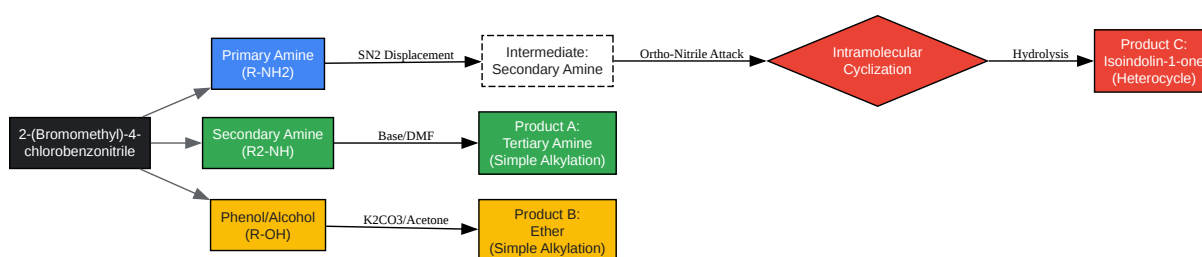 2-(Bromomethyl)-4-
chlorobenzonitrile
Primary Amine
(R-NH2)
SN2 Displacement
Intermediate:
Secondary Amine
Ortho-Nitrile Attack
Intramolecular
Cyclization
Hydrolysis
Product C:
Isoindolin-1-one
(Heterocycle)
Secondary Amine
(R2-NH)
Base/DMF
Product A:
Tertiary Amine
(Simple Alkylation)
Phenol/Alcohol
(R-OH)
K2CO3/Acetone
Product B:
Ether
(Simple Alkylation)